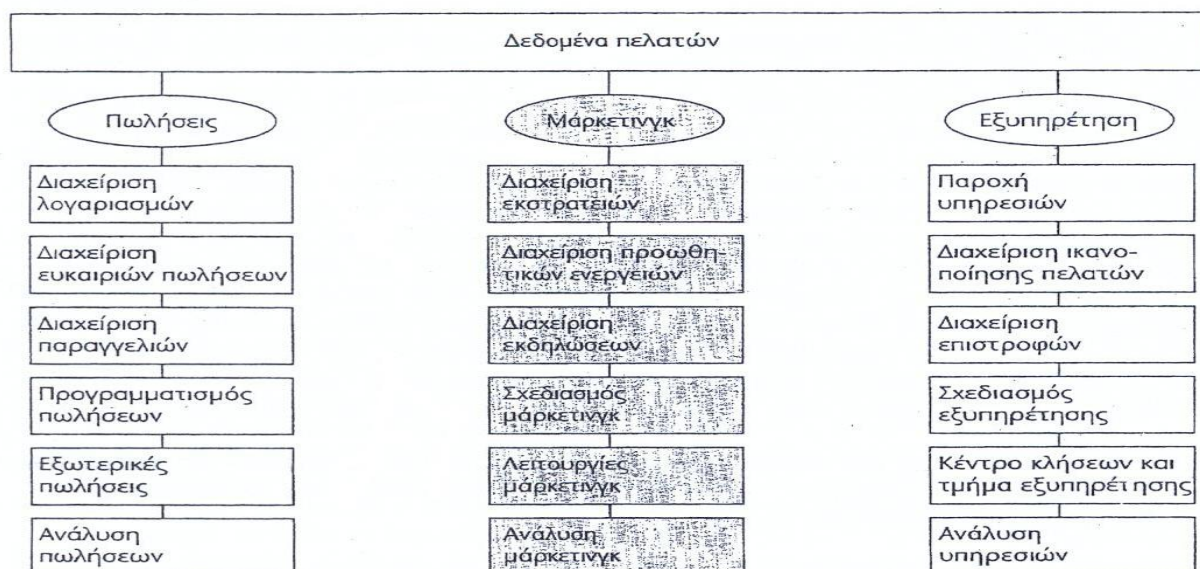 Δεδομένα πελατών
Πωλήσεις
Διαχείριση
λογαριασμών
Διαχείριση
ευκαιριών πωλήσεων
Διαχείριση
παραγγελιών
Προγραμματισμός
πωλήσεων
Εξωτερικές
πωλήσεις
Ανάλυση
πωλήσεων
Μάρκετινγκ
Διαχείριση
εκστρατειών
Διαχείριση προωθη-
τικών ενεργειών
Διαχείριση
εκδηλώσεων
Σχεδιασμός
μάρκετινγκ
Λειτουργίες
μάρκετινγκ
Ανάλυση
μάρκετινγκ
Εξυπηρέτηση
Παροχή
υπηρεσιών
Διαχείριση ικανο-
ποίησης πελατών
Διαχείριση
επιστροφών
Σχεδιασμός
εξυπηρέτησης
Κέντρο κλήσεων και
τμήμα εξυπηρέτησης
Ανάλυση
υπηρεσιών